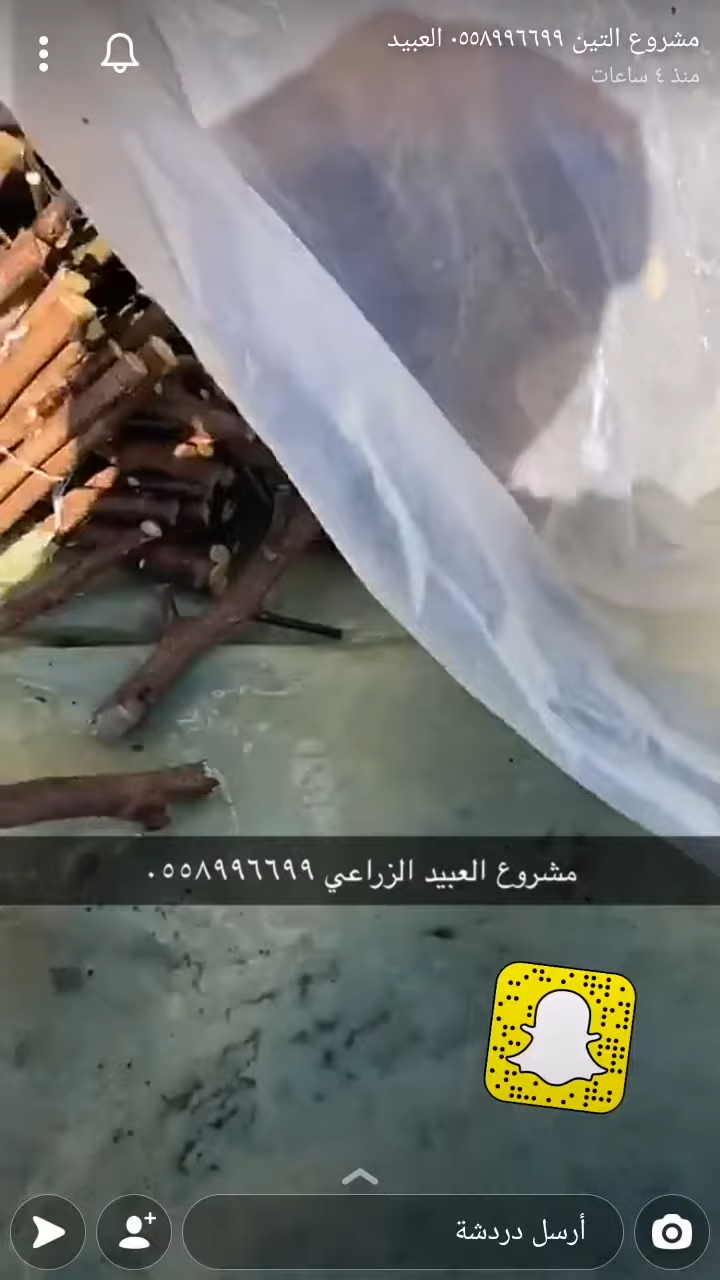 مشروع التين ٠٥٥٨٩٩٦٦٩٩ العبيد
منذ ٤ ساعات
مشروع العبيد الزراعي ٠٥٥٨٩٩٦٦٩٩
أرسل دردشة